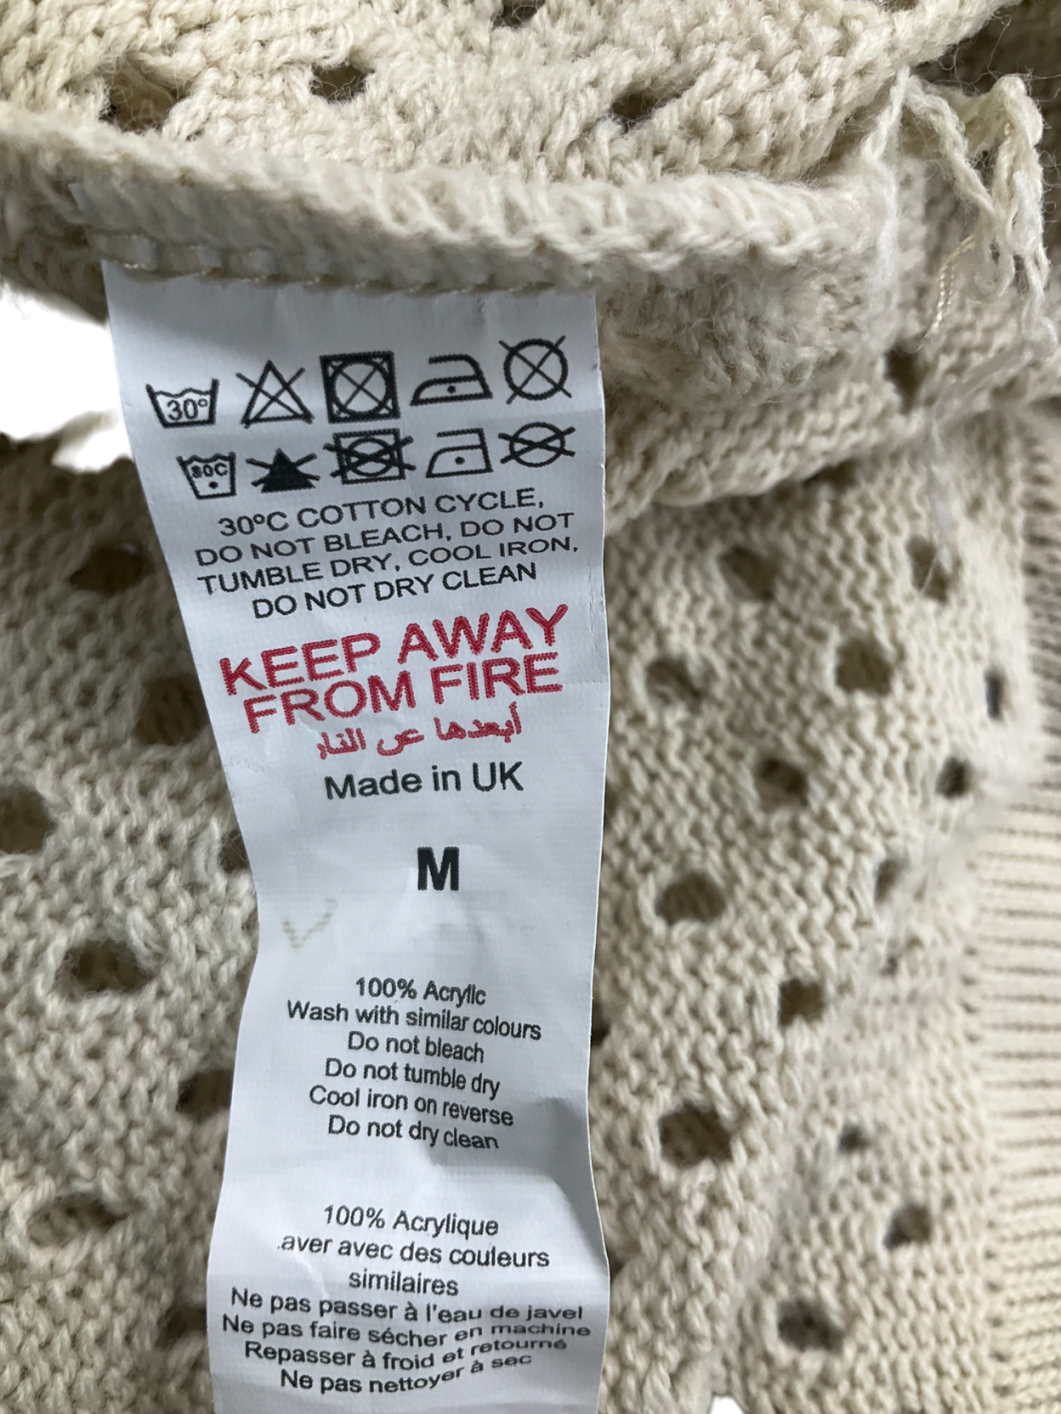 30°
30C
30ºC COTTON CYCLE,
DO NOT BLEACH, DO NOT
TUMBLE DRY, COOL IRON,
DO NOT DRY CLEAN
KEEP AWAY
FROM FIRE
أبعدها عن النار
Made in UK
M
100% Acrylic
Wash with similar colours
Do not bleach
Do not tumble dry
Cool iron on reverse
Do not dry clean
100% Acrylique
.aver avec des couleurs
similaires
Ne pas passer à l'eau de javel
Ne pas faire sécher en machine
Repasser à froid et retourné
Ne pas nettoyer à sec